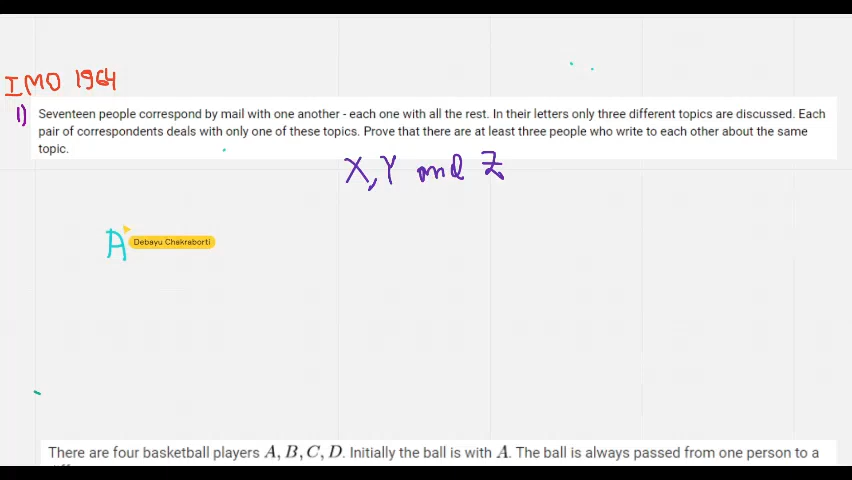 IMO 1964
1) Seventeen people correspond by mail with one another - each one with all the rest. In their letters only three different topics are discussed. Each
pair of correspondents deals with only one of these topics. Prove that there are at least three people who write to each other about the same
topic.
X, Y and Z
A
Debayu Chakraborti
There are four basketball players A, B, C, D. Initially the ball is with A. The ball is always passed from one person to a